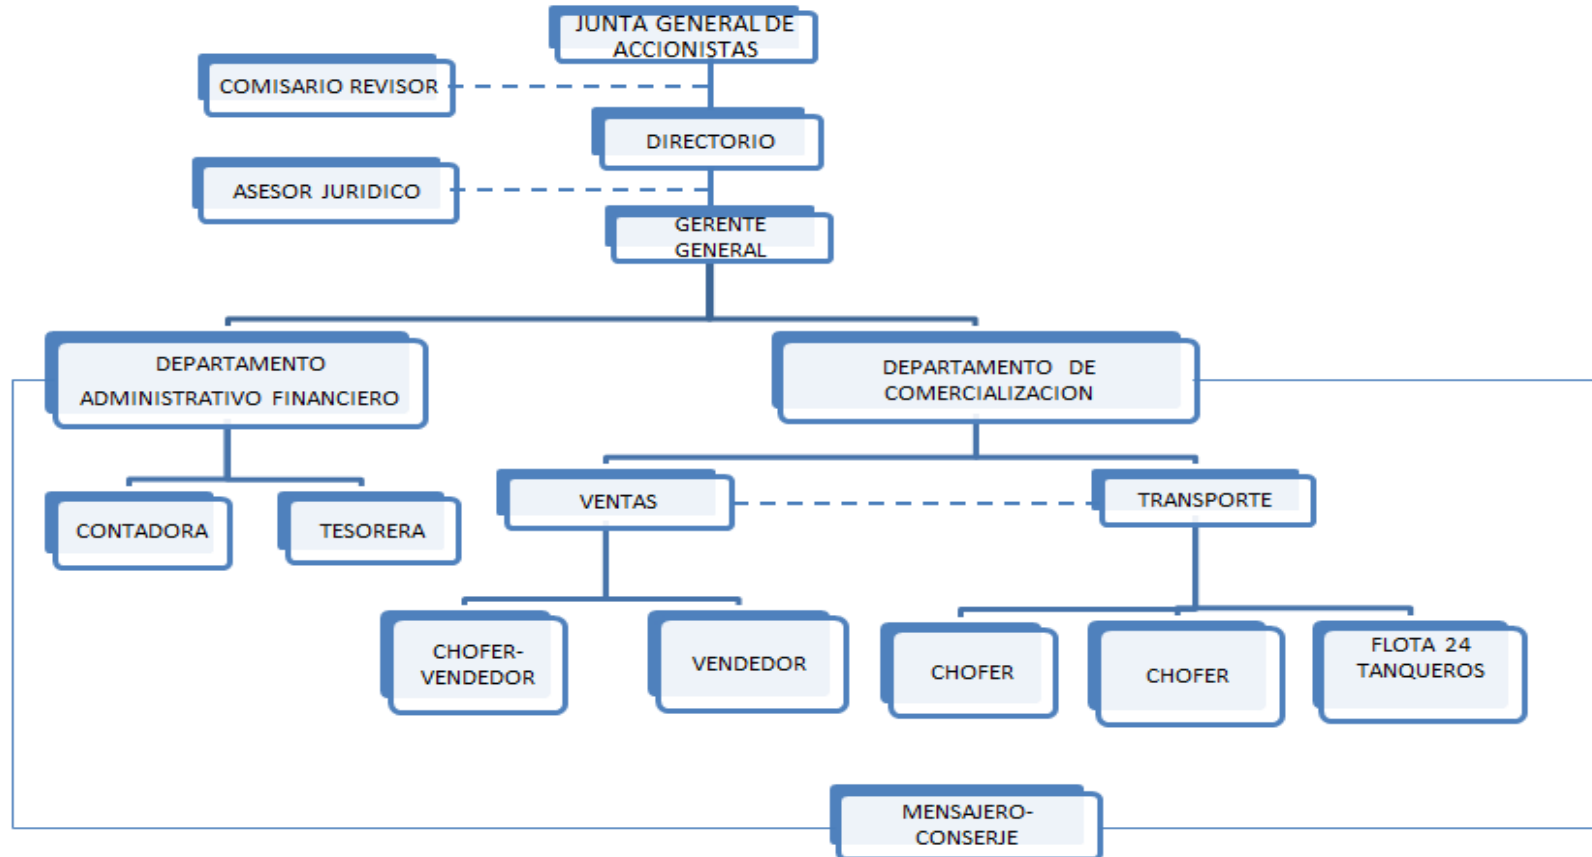 JUNTA GENERAL DE
ACCIONISTAS
COMISARIO REVISOR
DIRECTORIO
ASESOR JURIDICO
GERENTE
GENERAL
DEPARTAMENTO
ADMINISTRATIVO FINANCIERO
DEPARTAMENTO DE
COMERCIALIZACION
CONTADORA
TESORERA
VENTAS
TRANSPORTE
CHOFER-
VENDEDOR
VENDEDOR
CHOFER
CHOFER
FLOTA 24
TANQUEROS
MENSAJERO-
CONSERJE